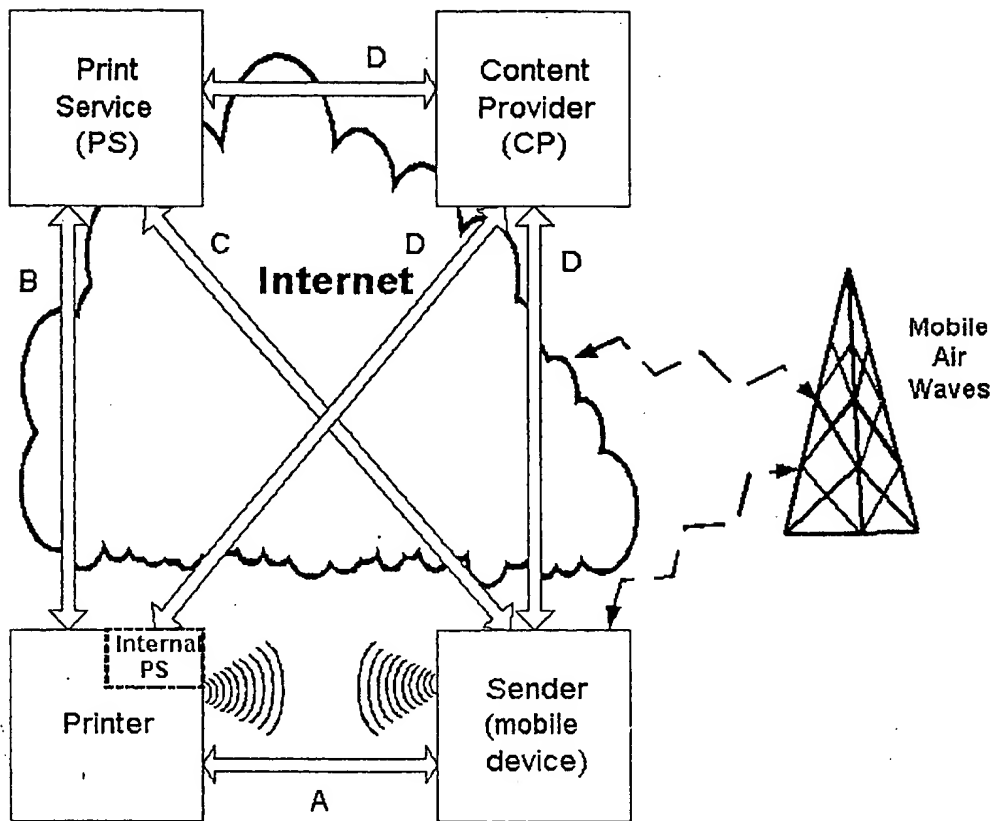 Print
Service
(PS)
D
Content
Provider
(CP)
B
C
D
D
Internet
Mobile
Air
Waves
Internal
PS
Printer
Sender
(mobile
device)
A